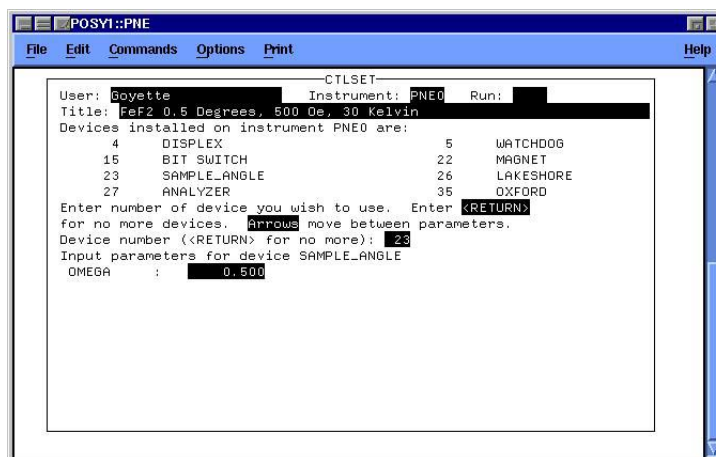 POSY1::PNE
File Edit Commands Options Print Help
CTLSET
User: Goyette Instrument: PNE0 Run:
Title: FeF2 0.5 Degrees, 500 Oe, 30 Kelvin
Devices installed on instrument PNE0 are:
4 DISPLEX 5 WATCHDOG
15 BIT SWITCH 22 MAGNET
23 SAMPLE_ANGLE 26 LAKESHORE
27 ANALYZER 35 OXFORD
Enter number of device you wish to use. Enter <RETURN>
for no more devices. Arrows move between parameters.
Device number (<RETURN> for no more): 23
Input parameters for device SAMPLE_ANGLE
OMEGA : 0.500